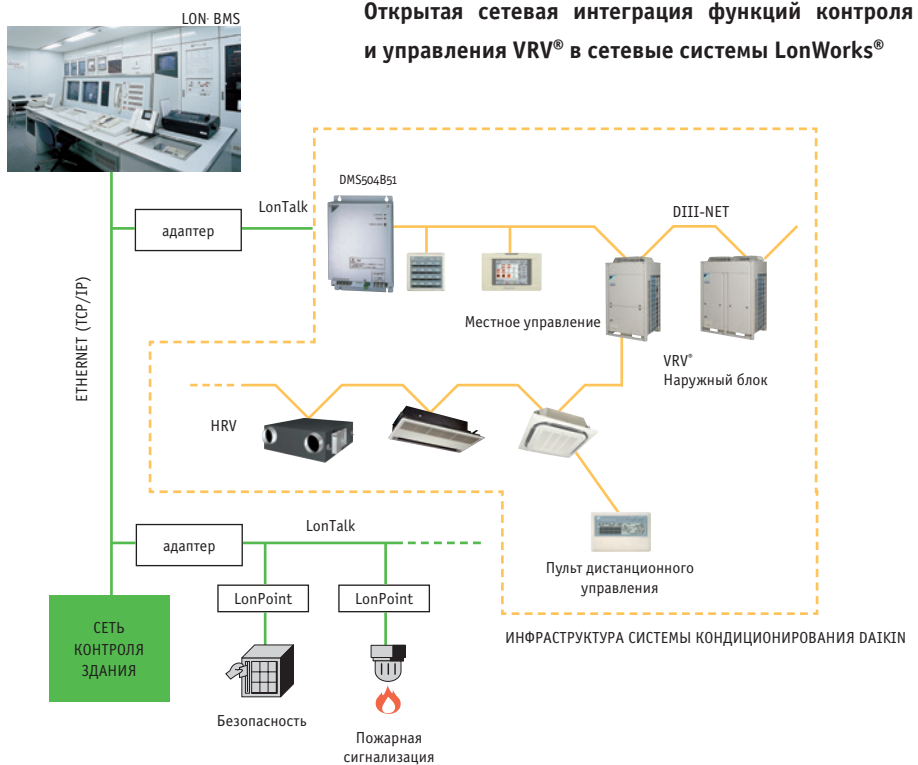 LON· BMS
Открытая сетевая интеграция функций контроля
и управления VRV® в сетевые системы LonWorks®
DMS504B51
LonTalk
адаптер
DIII-NET
ETHERNET (TCP/IP)
Местное управление
VRV®
Наружный блок
HRV
LonTalk
адаптер
Пульт дистанционного
управления
LonPoint
LonPoint
СЕТЬ
КОНТРОЛЯ
ЗДАНИЯ
ИНФРАСТРУКТУРА СИСТЕМЫ КОНДИЦИОНИРОВАНИЯ DAIKIN
Безопасность
Пожарная
сигнализация